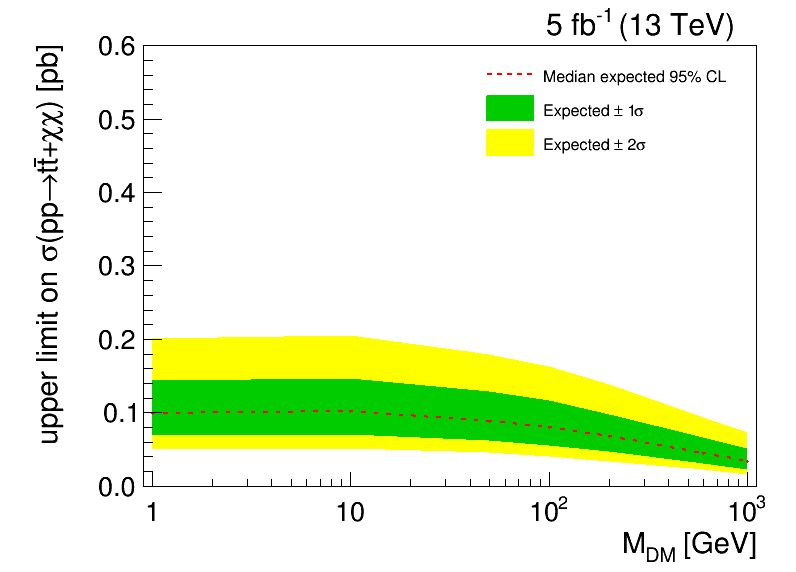 5 fb⁻¹ (13 TeV)
upper limit on σ(pp→tt̄+χχ) [pb]
0.6
0.5
0.4
0.3
0.2
0.1
0.0
Median expected 95% CL
Expected ± 1σ
Expected ± 2σ
1 10 10² 10³
M_DM [GeV]